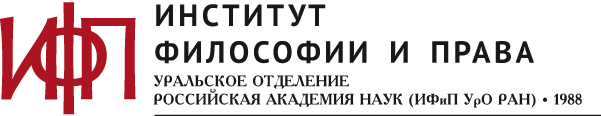 ИФП
ИНСТИТУТ
ФИЛОСОФИИ И ПРАВА
УРАЛЬСКОЕ ОТДЕЛЕНИЕ
РОССИЙСКАЯ АКАДЕМИЯ НАУК (ИФиП УрО РАН) • 1988